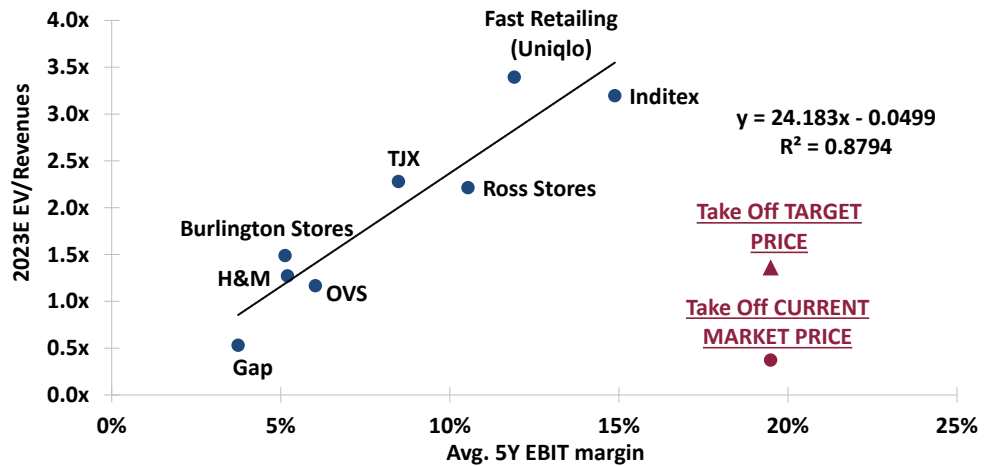 4.0x
3.5x
3.0x
2.5x
2.0x
1.5x
1.0x
0.5x
0.0x
2023E EV/Revenues
Fast Retailing
(Uniqlo)
Inditex
y = 24.183x - 0.0499
R² = 0.8794
TJX
Ross Stores
Take Off TARGET
PRICE
Burlington Stores
H&M
OVS
Take Off CURRENT
MARKET PRICE
Gap
0%
5%
10%
15%
20%
25%
Avg. 5Y EBIT margin